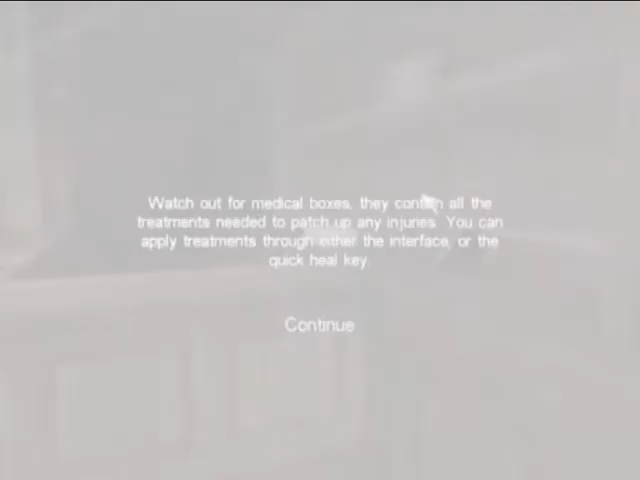 Watch out for medical boxes, they contain all the
treatments needed to patch up any injuries. You can
apply treatments through either the interface, or the
quick heal key.
Continue